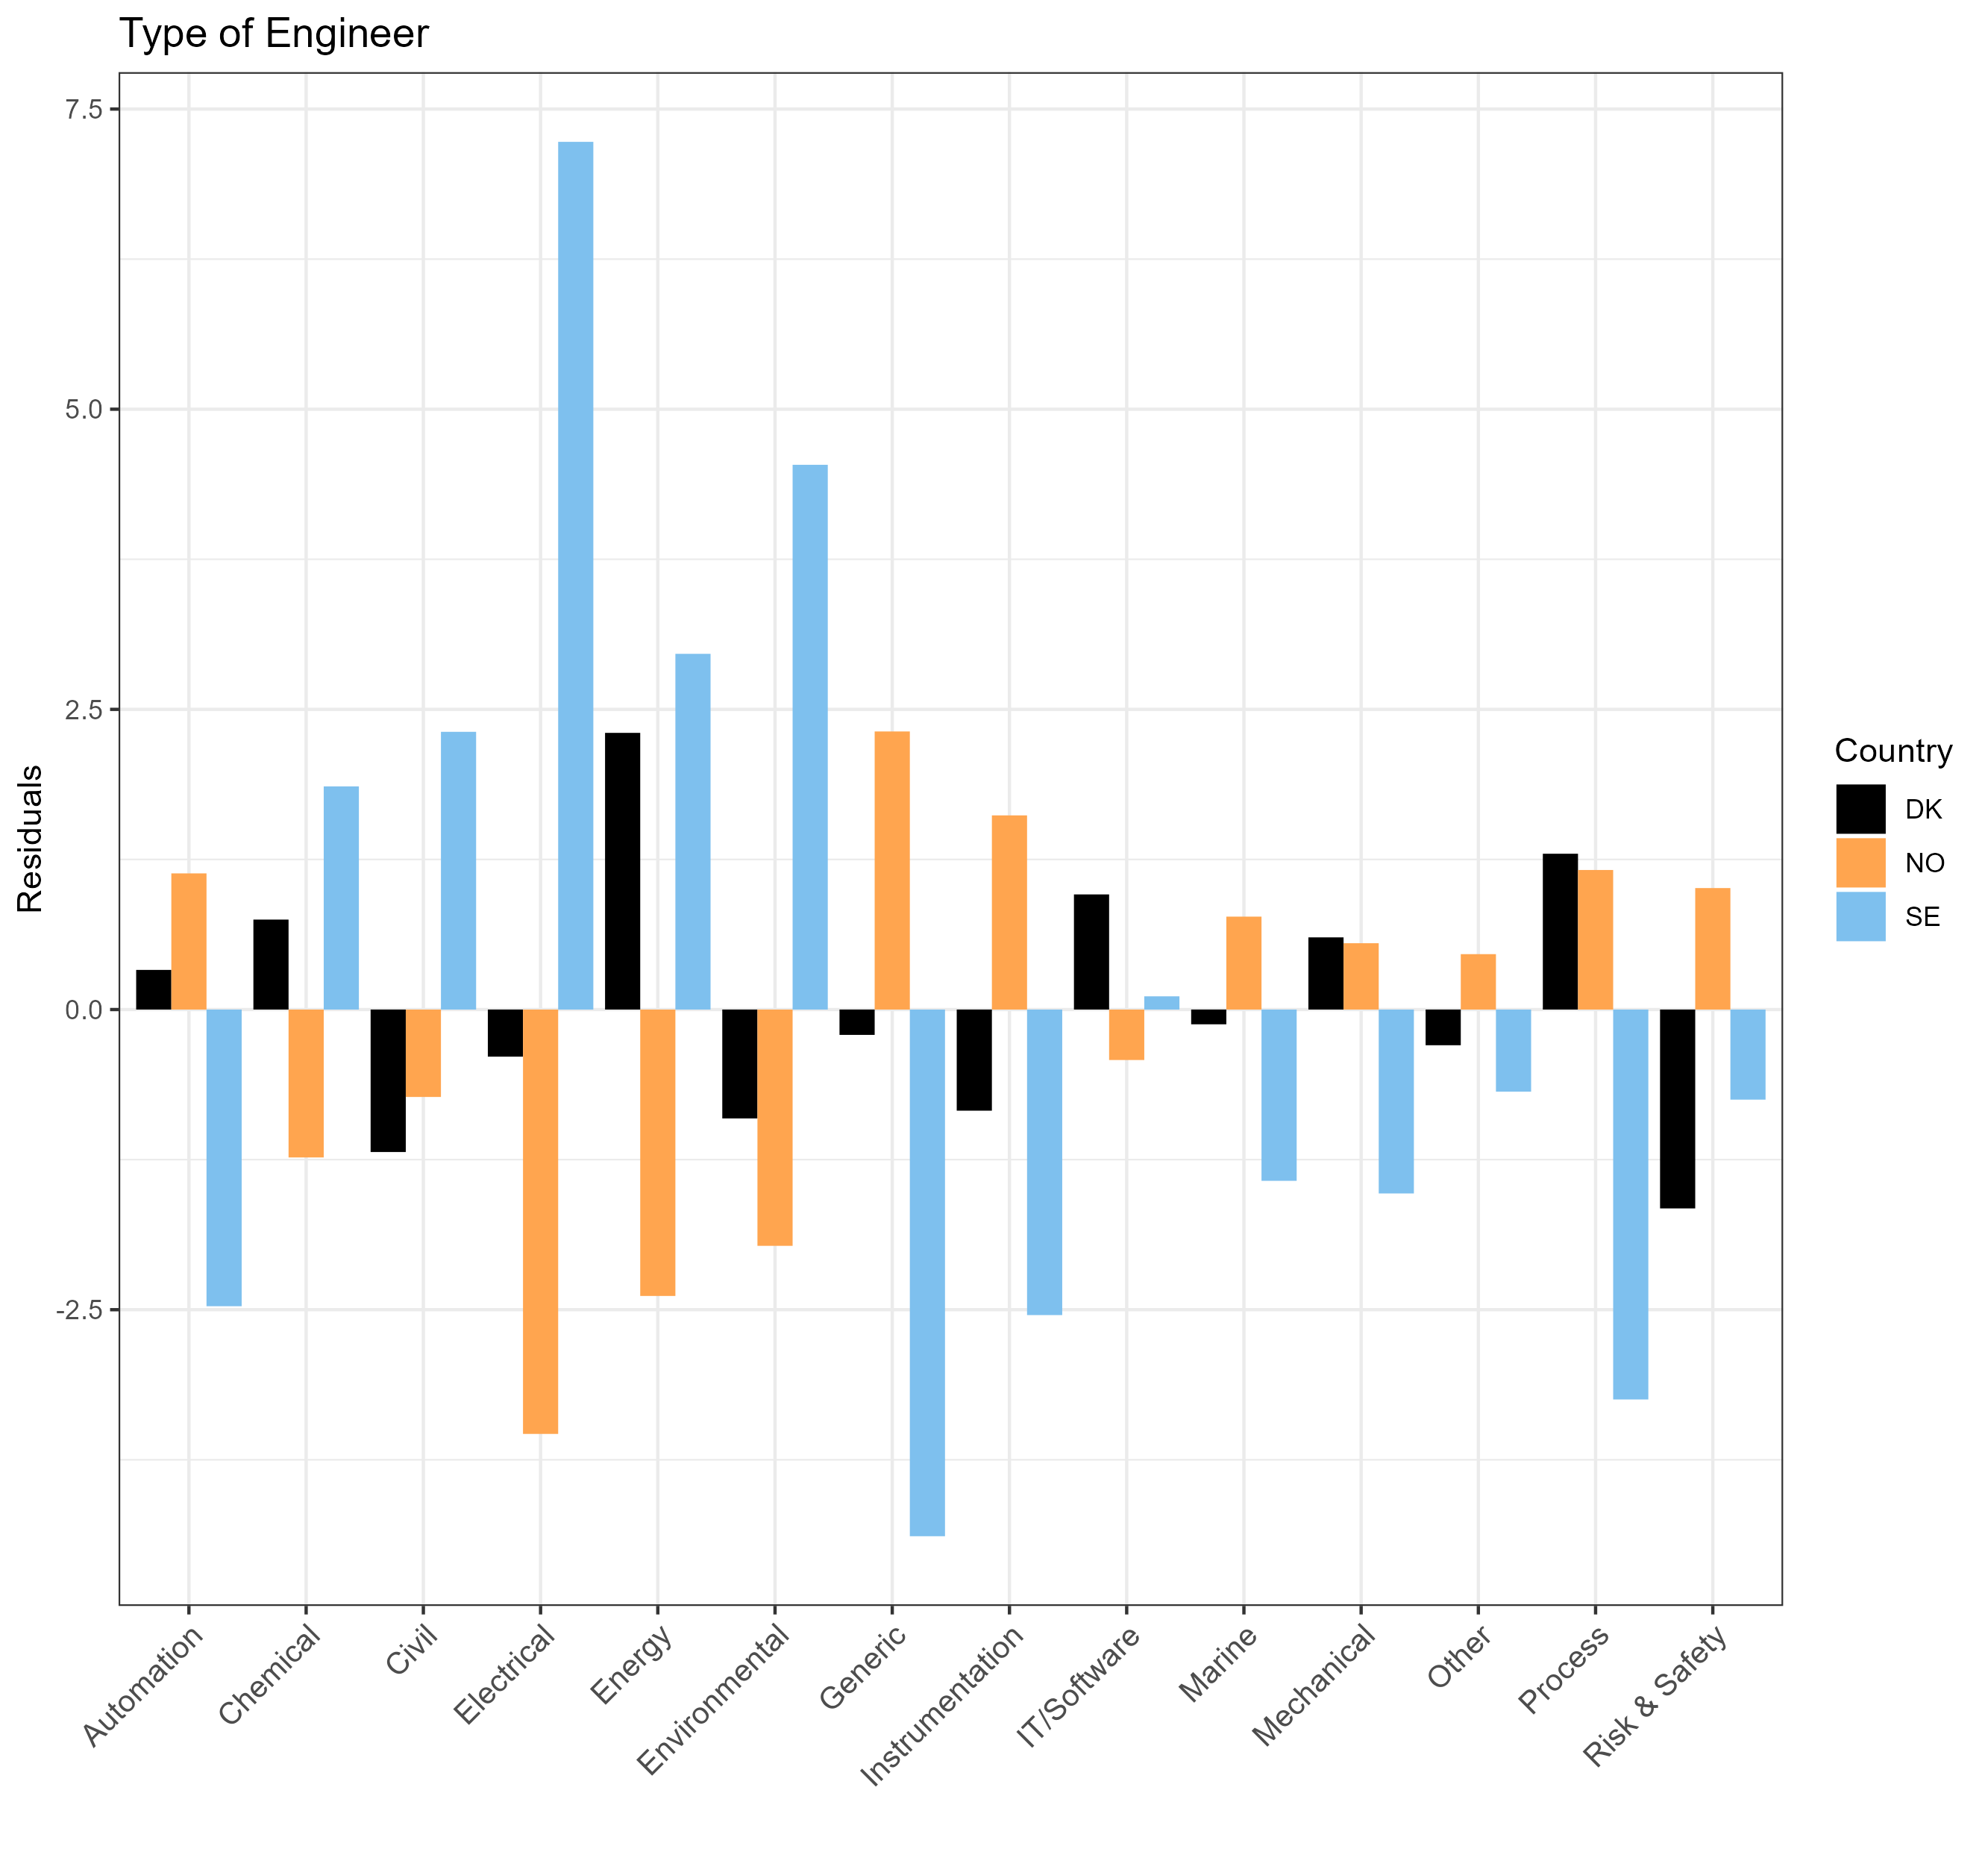 Type of Engineer
7.5
5.0
2.5
0.0
-2.5
Residuals
Automation
Chemical
Civil
Electrical
Energy
Environmental
Generic
Instrumentation
IT/Software
Marine
Mechanical
Other
Process
Risk & Safety
Country
DK
NO
SE